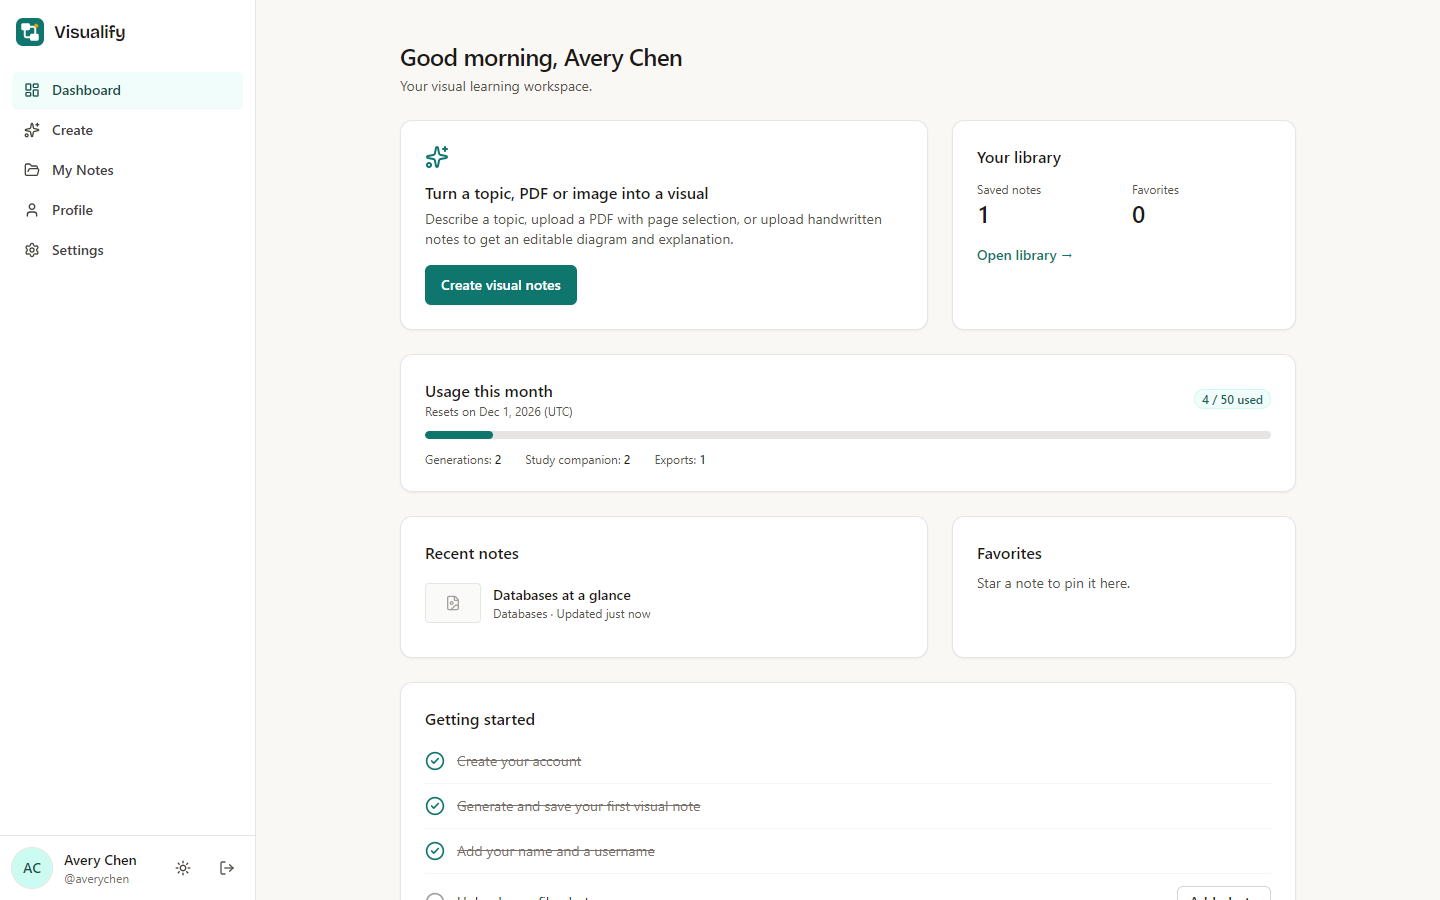 Visualify
Dashboard
Create
My Notes
Profile
Settings
Avery Chen
@averychen
AC
Good morning, Avery Chen
Your visual learning workspace.
Turn a topic, PDF or image into a visual
Describe a topic, upload a PDF with page selection, or upload handwritten
notes to get an editable diagram and explanation.
Create visual notes
Your library
Saved notes
Favorites
1
0
Open library →
Usage this month
Resets on Dec 1, 2026 (UTC)
4 / 50 used
Generations: 2
Study companion: 2
Exports: 1
Recent notes
Databases at a glance
Databases · Updated just now
Favorites
Star a note to pin it here.
Getting started
Create your account
Generate and save your first visual note
Add your name and a username